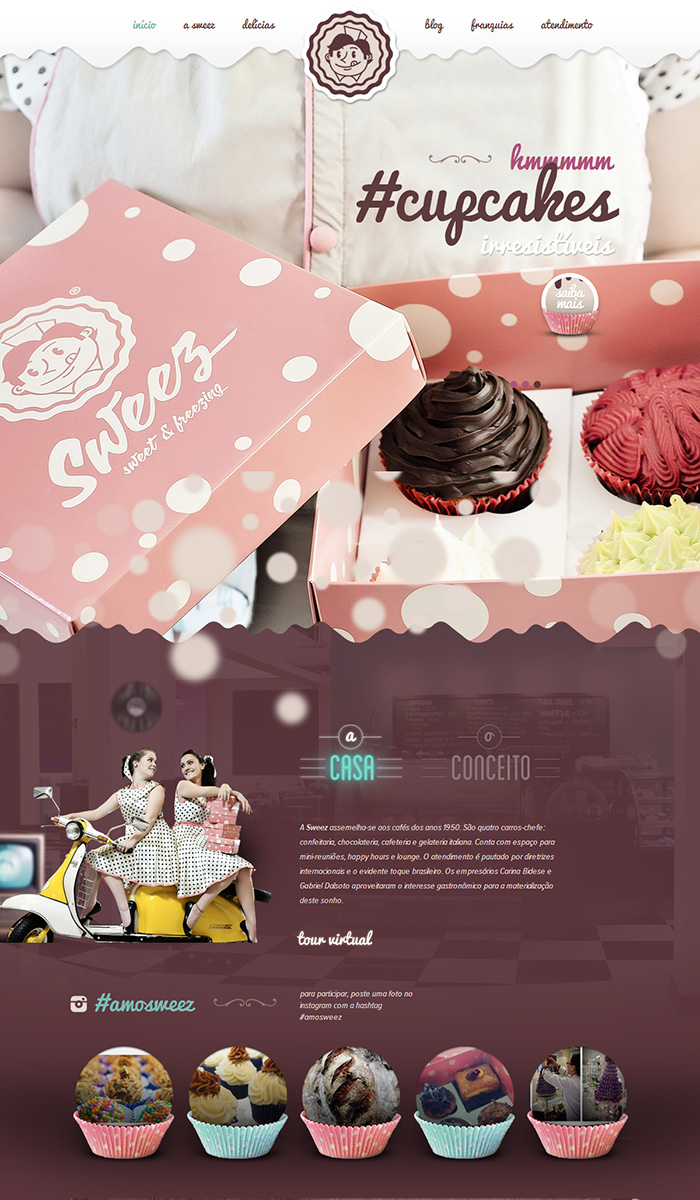 início a sweez delícias blog franquias atendimento
hmmmmm
#cupcakes
irresistíveis
saiba
mais
®
Sweez
sweet & freezing
a o
CASA CONCEITO
A Sweez assemelha-se aos cafés dos anos 1950. São quatro carros-chefe:
confeitaria, chocolateria, cafeteria e gelateria italiana. Conta com espaço para
mini-reuniões, happy hours e lounge. O atendimento é pautado por diretrizes
internacionais e o evidente toque brasileiro. Os empresários Carina Bidese e
Gabriel Dalsoto aproveitaram o interesse gastronômico para a materialização
deste sonho.
tour virtual
#amosweez
para participar, poste uma foto no
instagram com a hashtag
#amosweez